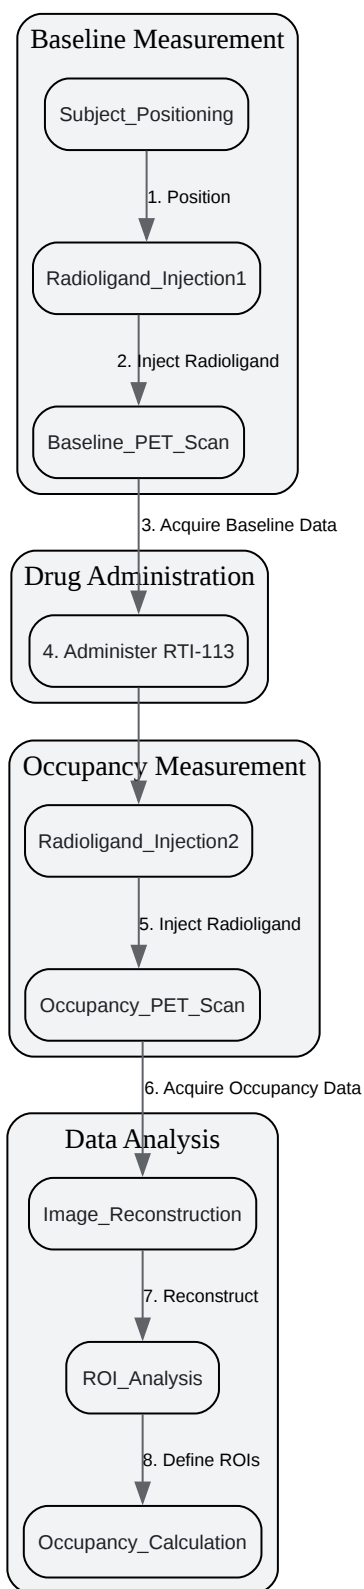 Baseline Measurement
Subject_Positioning
1. Position
Radioligand_Injection1
2. Inject Radioligand
Baseline_PET_Scan
3. Acquire Baseline Data
Drug Administration
4. Administer RTI-113
Occupancy Measurement
Radioligand_Injection2
5. Inject Radioligand
Occupancy_PET_Scan
6. Acquire Occupancy Data
Data Analysis
Image_Reconstruction
7. Reconstruct
ROI_Analysis
8. Define ROIs
Occupancy_Calculation